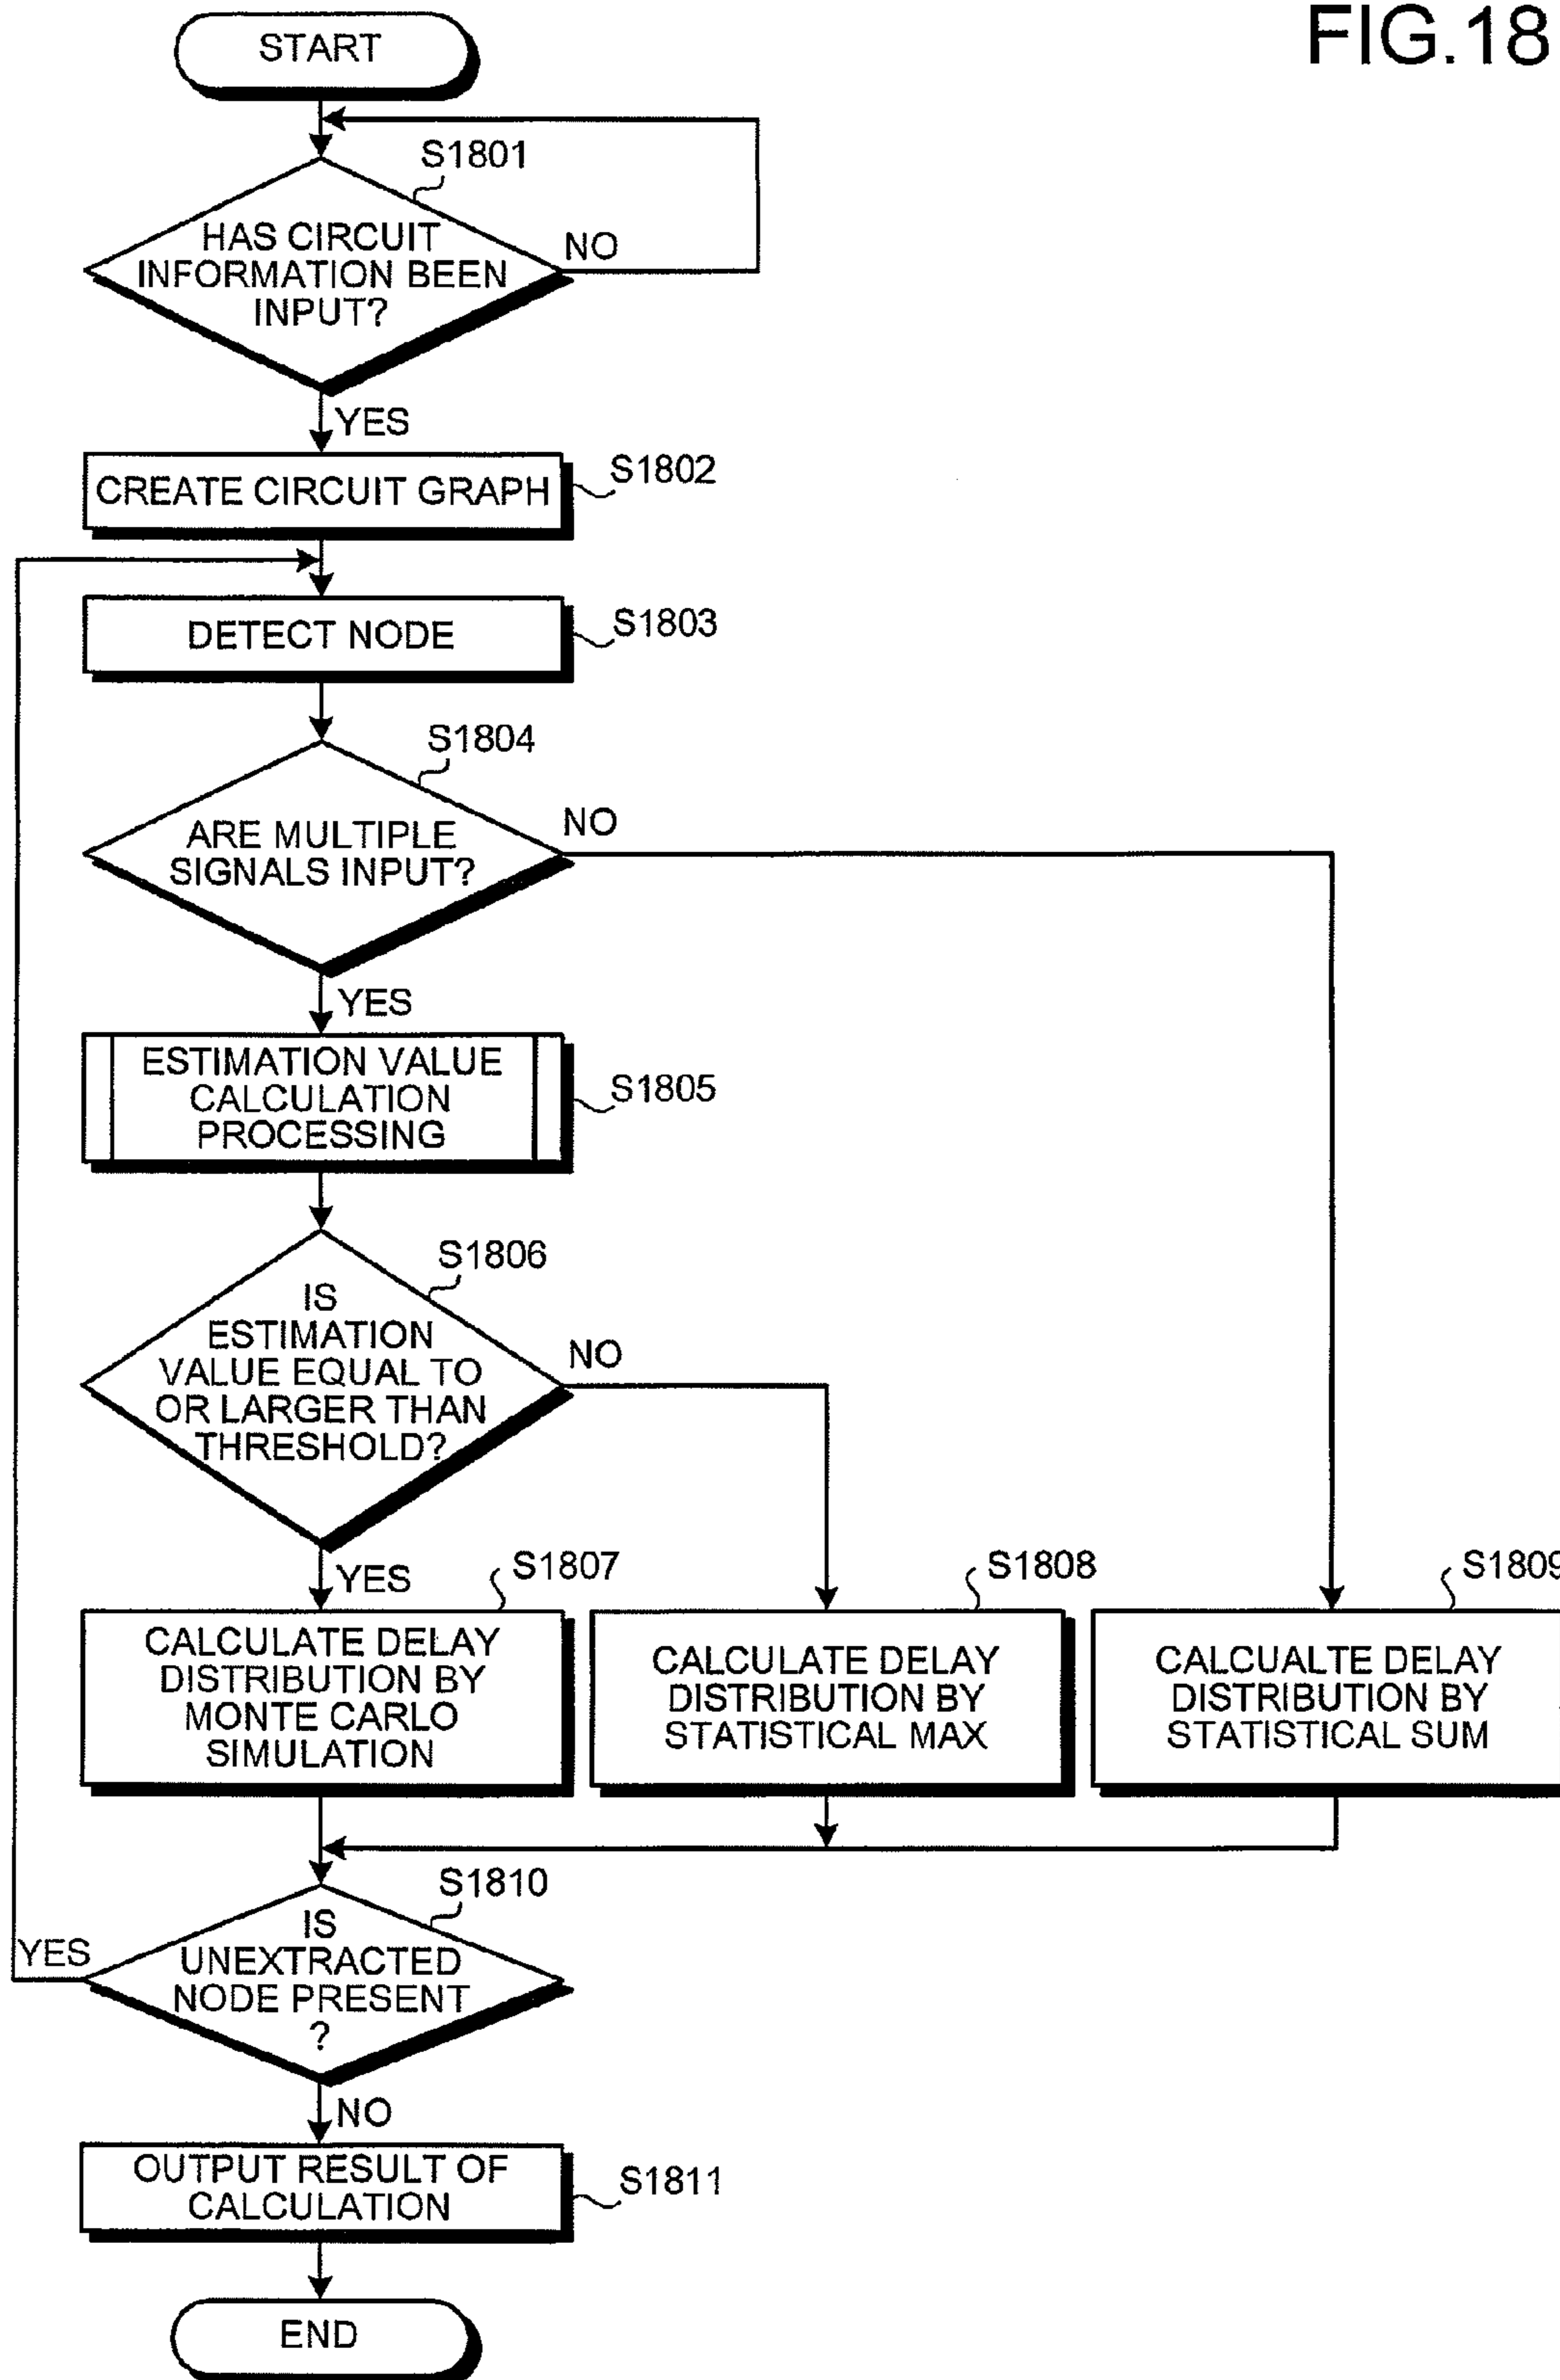 FIG.18
START
S1801
HAS CIRCUIT
INFORMATION BEEN
INPUT?
NO
YES
CREATE CIRCUIT GRAPH
S1802
DETECT NODE
S1803
S1804
ARE MULTIPLE
SIGNALS INPUT?
NO
YES
ESTIMATION VALUE
CALCULATION
PROCESSING
S1805
S1806
IS
ESTIMATION
VALUE EQUAL TO
OR LARGER THAN
THRESHOLD?
NO
YES
S1807
CALCULATE DELAY
DISTRIBUTION BY
MONTE CARLO
SIMULATION
S1808
CALCULATE DELAY
DISTRIBUTION BY
STATISTICAL MAX
S1809
CALCUALTE DELAY
DISTRIBUTION BY
STATISTICAL SUM
S1810
IS
UNEXTRACTED
NODE PRESENT
?
YES
NO
OUTPUT RESULT OF
CALCULATION
S1811
END